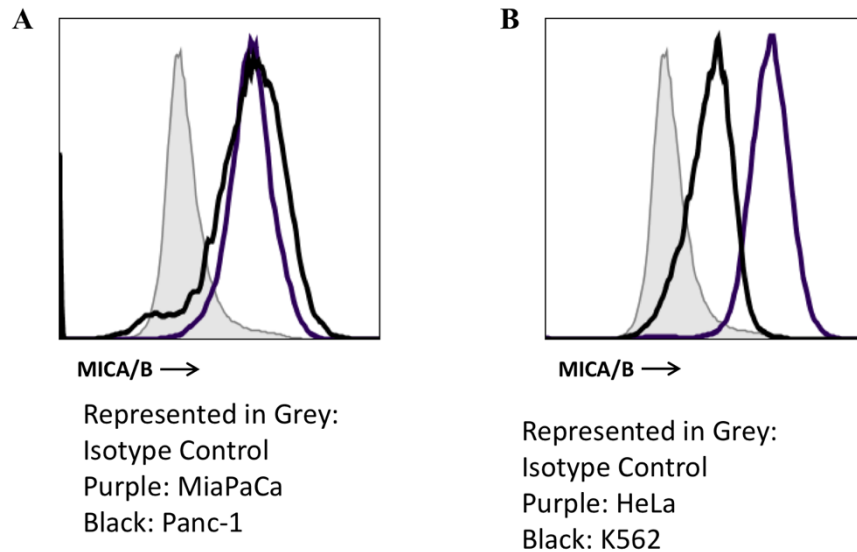 A
B
MICA/B →
MICA/B →
Represented in Grey:
Isotype Control
Purple: MiaPaCa
Black: Panc-1
Represented in Grey:
Isotype Control
Purple: HeLa
Black: K562